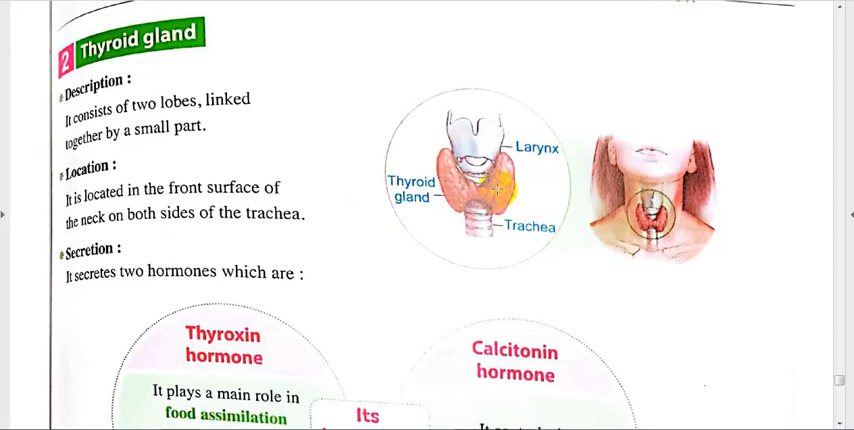 2 Thyroid gland
Description :
It consists of two lobes, linked
together by a small part.
Location :
It is located in the front surface of
the neck on both sides of the trachea.
Secretion :
It secretes two hormones which are :
Larynx
Thyroid
gland
Trachea
Thyroxin
hormone
It plays a main role in
food assimilation
Calcitonin
hormone
Its